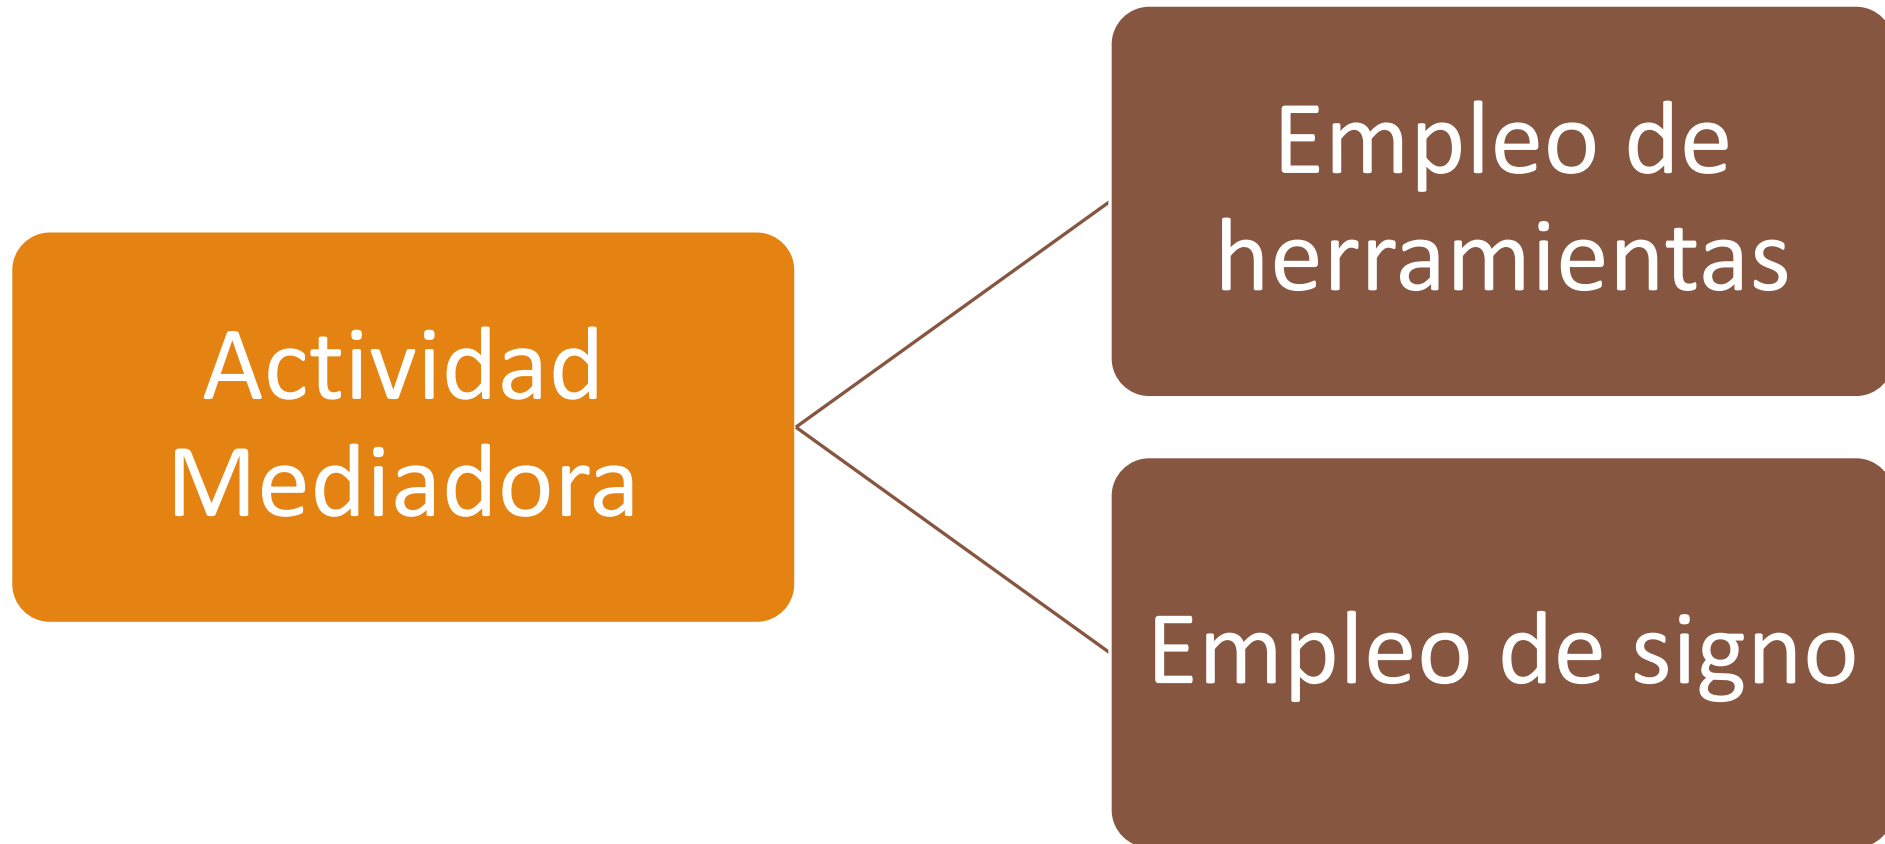 Actividad
Mediadora
Empleo de
herramientas
Empleo de signo